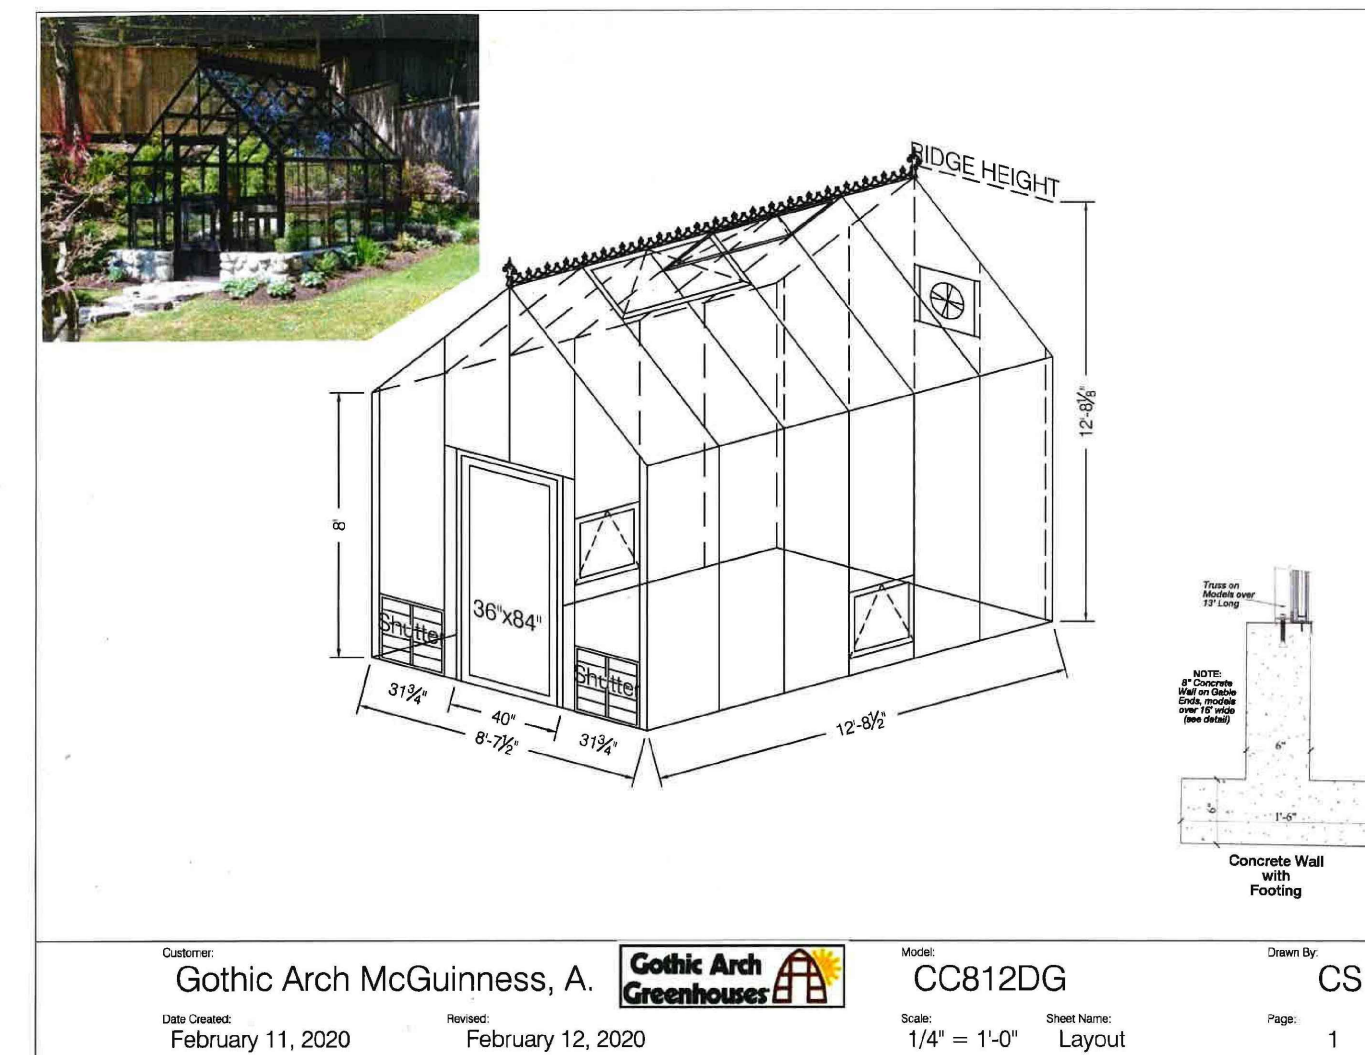 RIDGE HEIGHT
12'-8⅛"
8'
36"x84"
Shutter
Shutter
31¾"
40"
31¾"
8'-7½"
12'-8½"
Truss on
Models over
13' Long
NOTE:
8" Concrete
Wall on Gable
Ends, models
over 16' wide
(see detail)
6"
6"
1'-6"
Concrete Wall
with
Footing
Customer:
Gothic Arch McGuinness, A.
Gothic Arch
Greenhouses
Model:
CC812DG
Drawn By:
CS
Date Created:
February 11, 2020
Revised:
February 12, 2020
Scale:
1/4" = 1'-0"
Sheet Name:
Layout
Page:
1